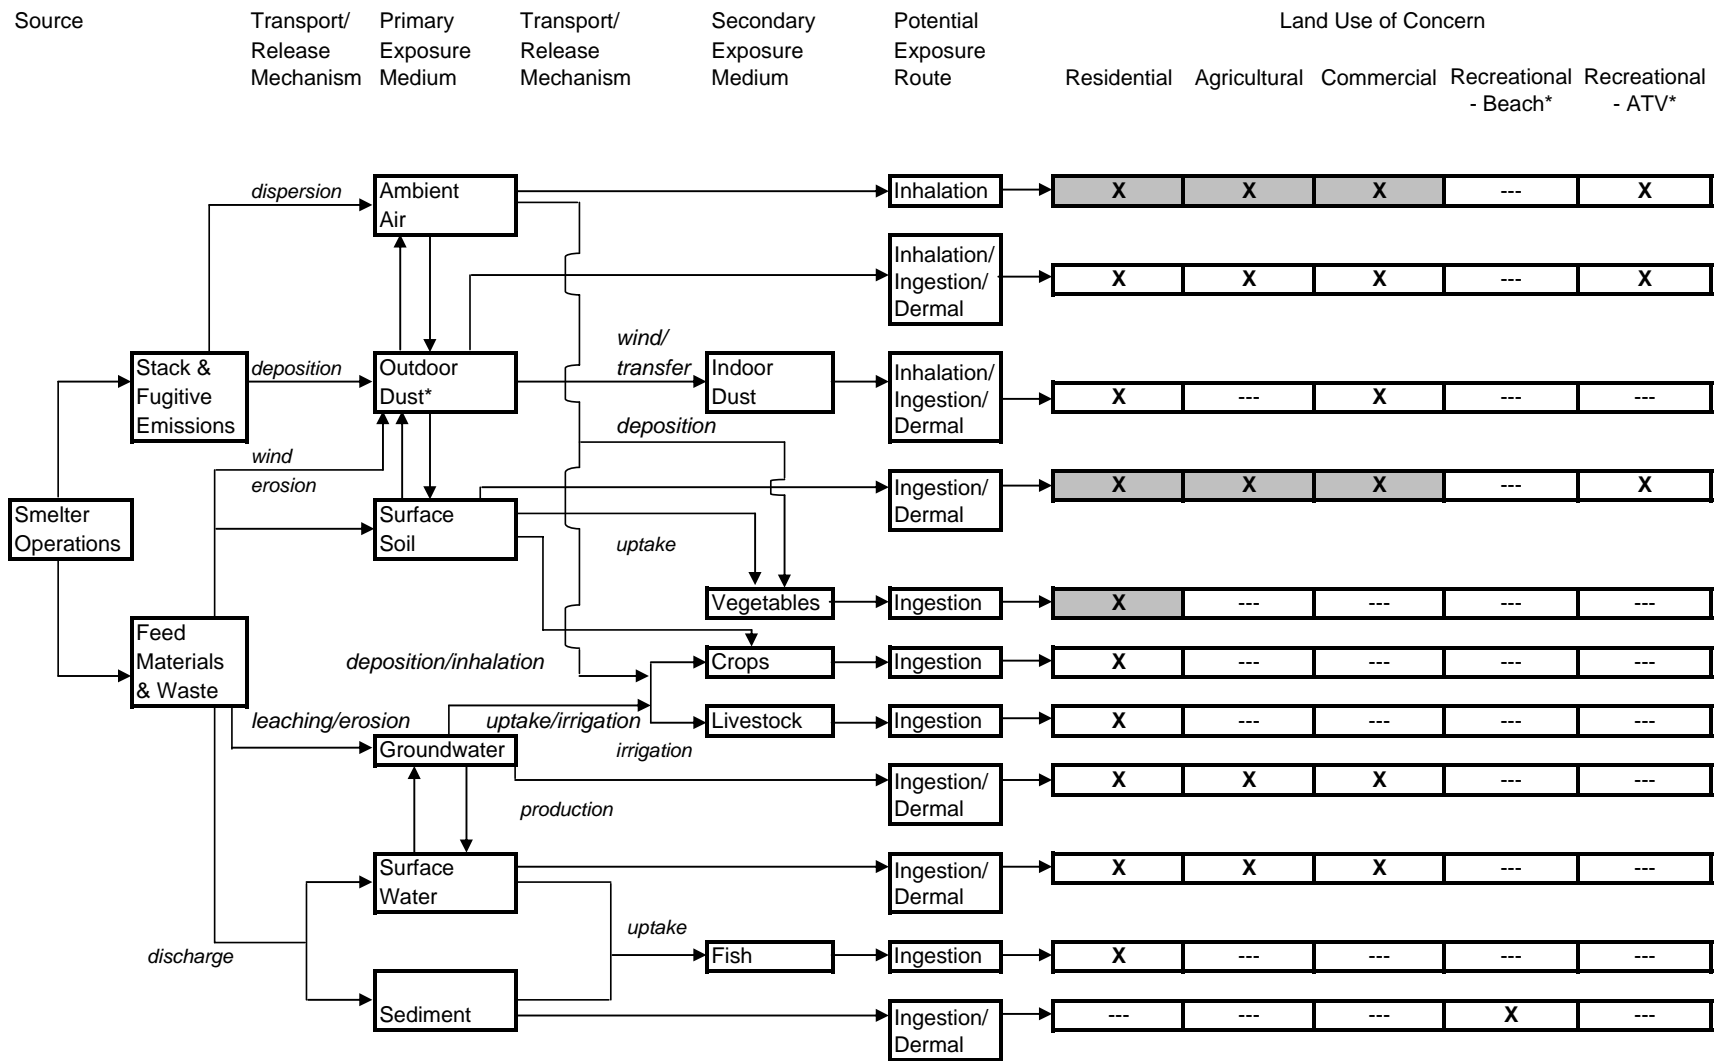 Source
Transport/
Release
Mechanism
Primary
Exposure
Medium
Transport/
Release
Mechanism
Secondary
Exposure
Medium
Potential
Exposure
Route
Land Use of Concern
Residential
Agricultural
Commercial
Recreational
- Beach*
Recreational
- ATV*
dispersion
Ambient
Air
Inhalation
X X X --- X
Inhalation/
Ingestion/
Dermal
X X X --- X
Stack &
Fugitive
Emissions
deposition
Outdoor
Dust*
wind/
transfer
Indoor
Dust
Inhalation/
Ingestion/
Dermal
X --- X --- ---
deposition
wind
erosion
Smelter
Operations
Surface
Soil
Ingestion/
Dermal
X X X --- X
uptake
Vegetables
Ingestion
X --- --- --- ---
Feed
Materials
& Waste
deposition/inhalation
Crops
Ingestion
X --- --- --- ---
leaching/erosion
uptake/irrigation
Livestock
Ingestion
X --- --- --- ---
Groundwater
irrigation
Ingestion/
Dermal
X X X --- ---
production
Surface
Water
Ingestion/
Dermal
X X X --- ---
discharge
uptake
Fish
Ingestion
X --- --- --- ---
Sediment
Ingestion/
Dermal
--- --- --- X ---